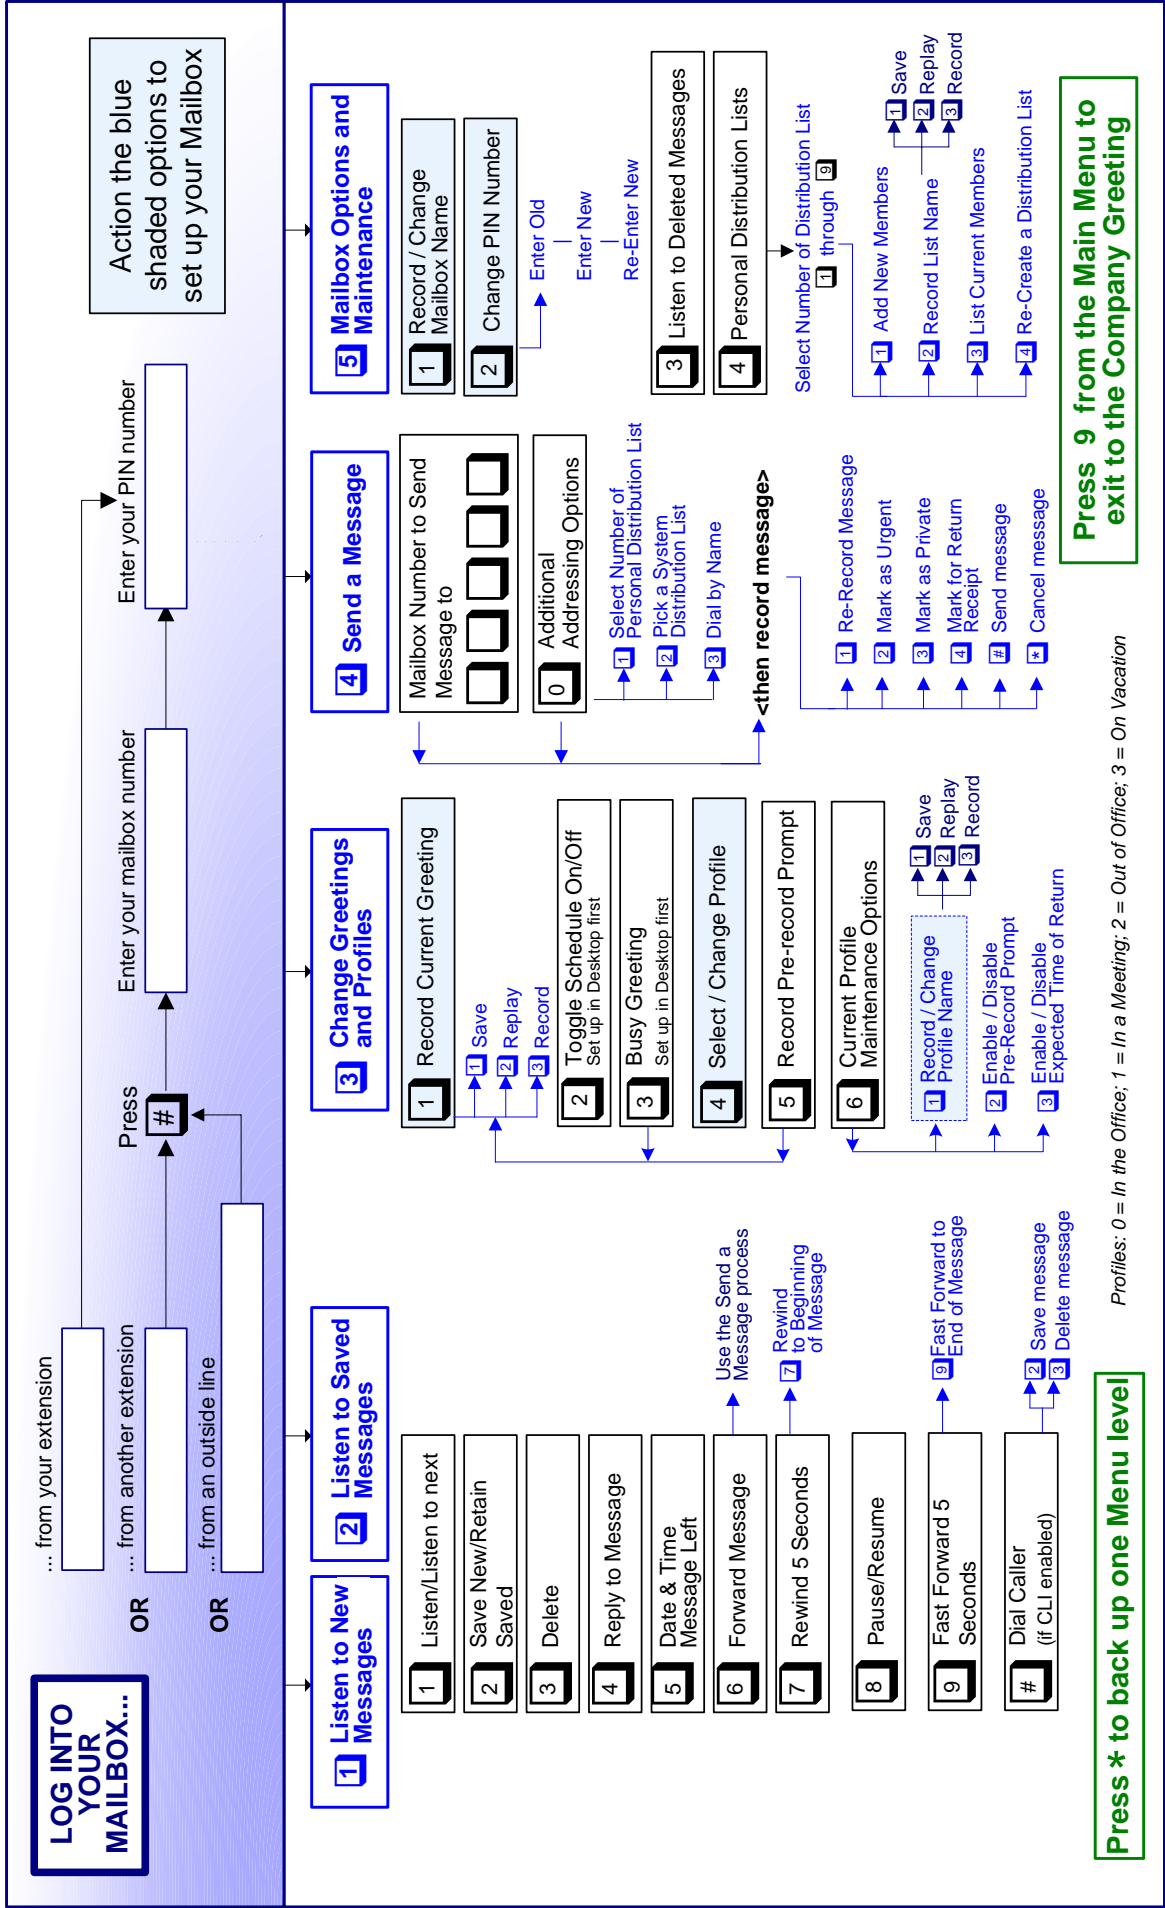 LOG INTO
YOUR
MAILBOX...
... from your extension
OR
... from another extension
OR
... from an outside line
Press
#
Enter your mailbox number
Enter your PIN number
Action the blue
shaded options to
set up your Mailbox
1 Listen to New
Messages
2 Listen to Saved
Messages
1 Listen/Listen to next
2 Save New/Retain
Saved
3 Delete
4 Reply to Message
5 Date & Time
Message Left
6 Forward Message
Use the Send a
Message process
7 Rewind 5 Seconds
7 Rewind
to Beginning
of Message
8 Pause/Resume
9 Fast Forward 5
Seconds
9 Fast Forward to
End of Message
# Dial Caller
(if CLI enabled)
2 Save message
3 Delete message
3 Change Greetings
and Profiles
1 Record Current Greeting
1 Save
2 Replay
3 Record
2 Toggle Schedule On/Off
Set up in Desktop first
3 Busy Greeting
Set up in Desktop first
4 Select / Change Profile
5 Record Pre-record Prompt
6 Current Profile
Maintenance Options
1 Record / Change
Profile Name
1 Save
2 Replay
3 Record
2 Enable / Disable
Pre-Record Prompt
3 Enable / Disable
Expected Time of Return
4 Send a Message
Mailbox Number to Send
Message to
0 Additional
Addressing Options
1 Select Number of
Personal Distribution List
2 Pick a System
Distribution List
3 Dial by Name
<then record message>
1 Re-Record Message
2 Mark as Urgent
3 Mark as Private
4 Mark for Return
Receipt
# Send message
* Cancel message
5 Mailbox Options and
Maintenance
1 Record / Change
Mailbox Name
2 Change PIN Number
Enter Old
Enter New
Re-Enter New
3 Listen to Deleted Messages
4 Personal Distribution Lists
Select Number of Distribution List
1 through 9
1 Add New Members
2 Record List Name
1 Save
2 Replay
3 Record
3 List Current Members
4 Re-Create a Distribution List
Press * to back up one Menu level
Profiles: 0 = In the Office; 1 = In a Meeting; 2 = Out of Office; 3 = On Vacation
Press 9 from the Main Menu to
exit to the Company Greeting